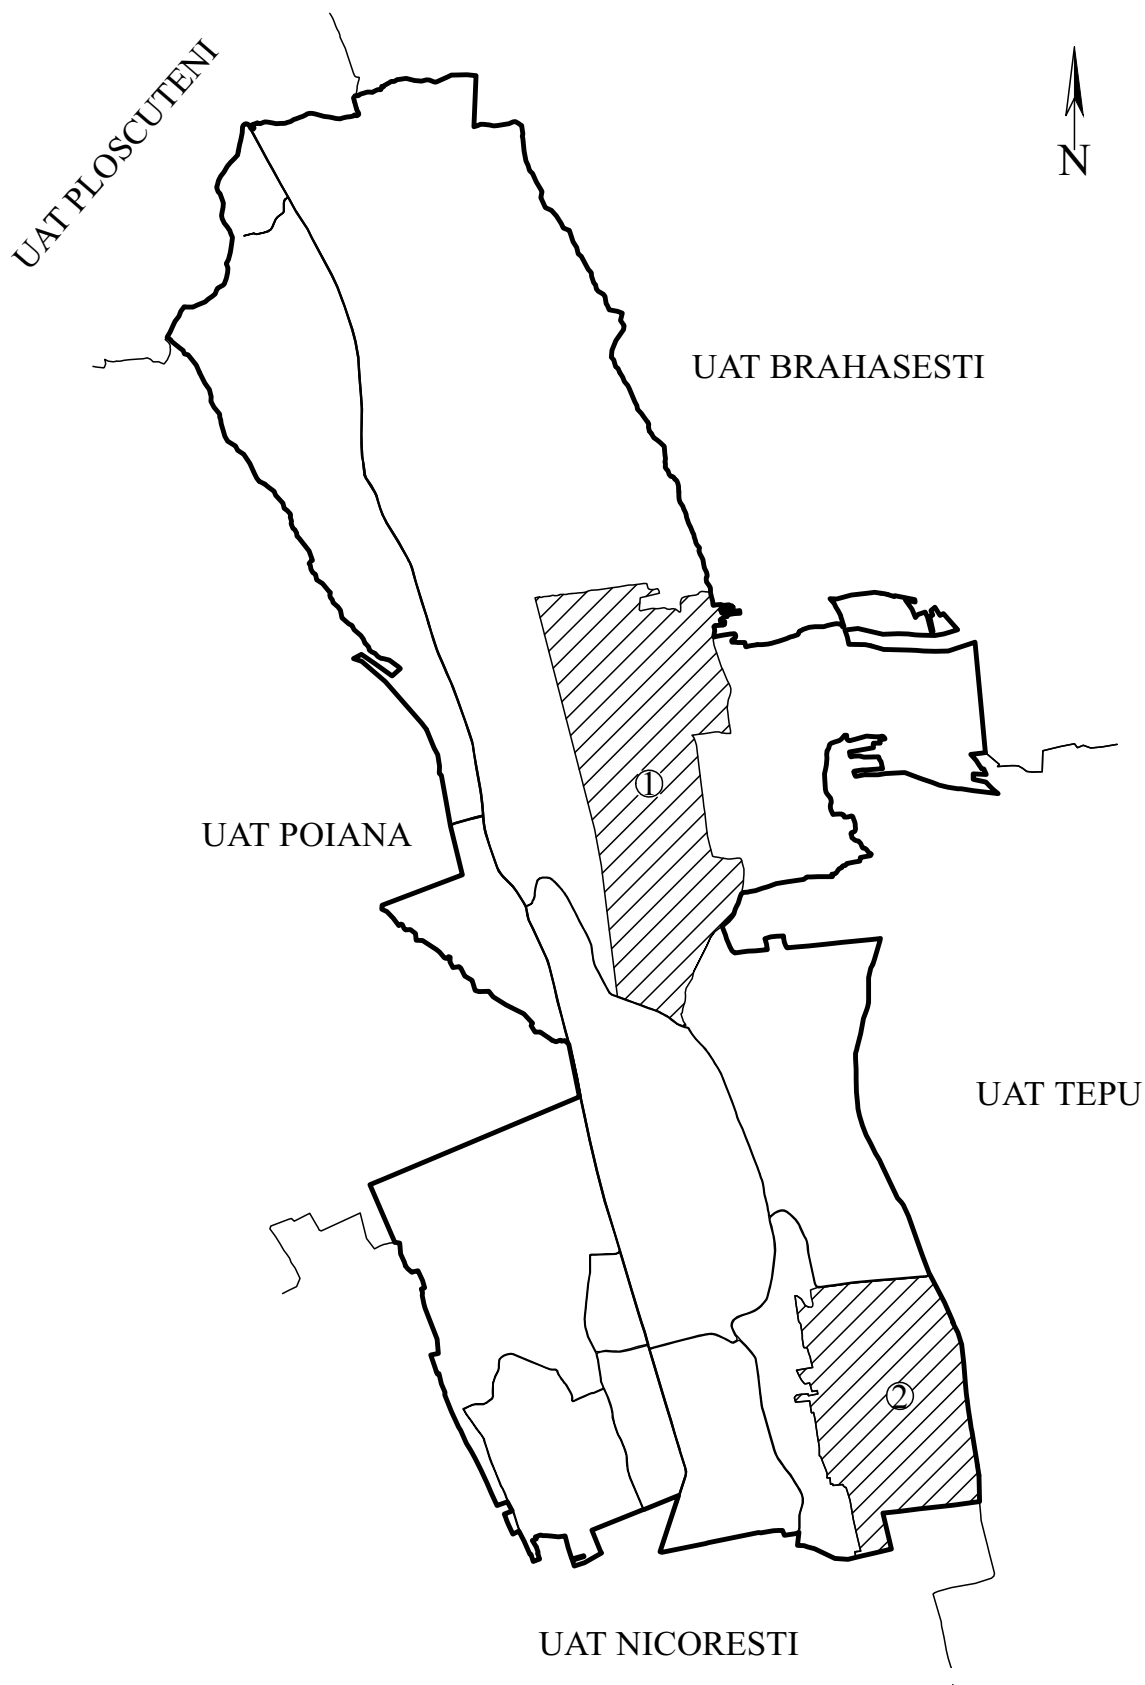 UAT PLOSCUTENI
N
UAT BRAHASESTI
1
UAT POIANA
UAT TEPU
2
UAT NICORESTI